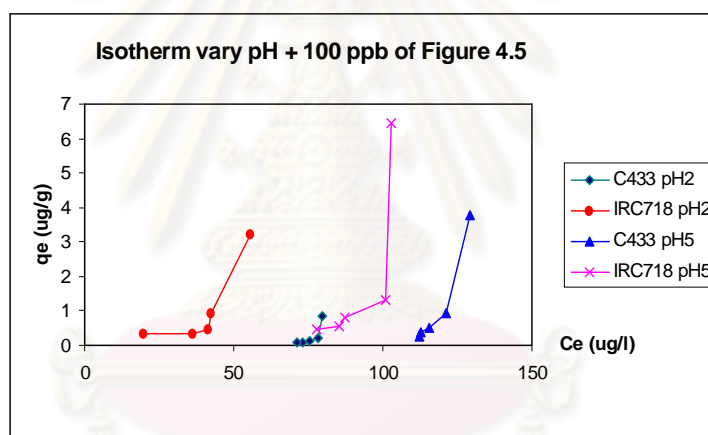 Isotherm vary pH + 100 ppb of Figure 4.5
qe (ug/g)
7
6
5
4
3
2
1
0
0
50
100
150
Ce (ug/l)
C433 pH2
IRC718 pH2
C433 pH5
IRC718 pH5